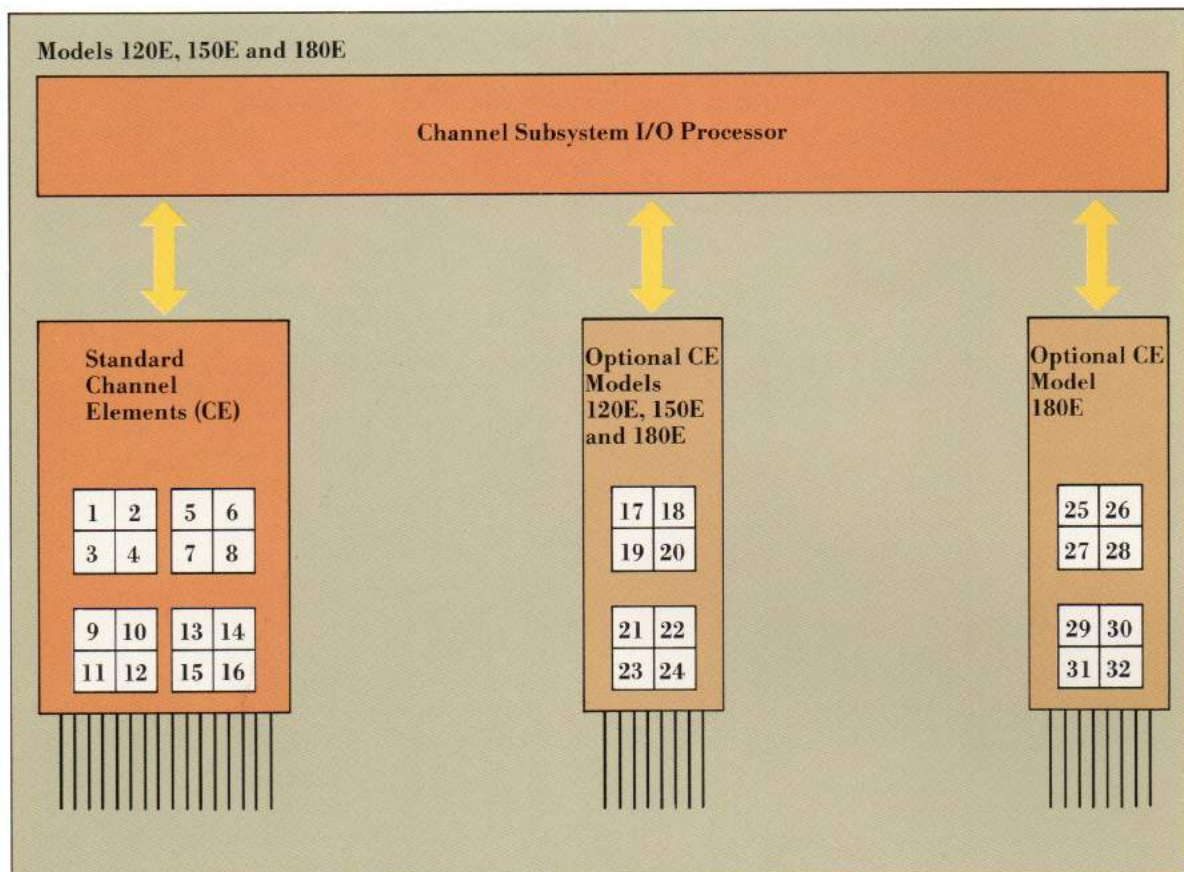 Models 120E, 150E and 180E
Channel Subsystem I/O Processor
Standard
Channel
Elements (CE)
1 2 5 6
3 4 7 8
9 10 13 14
11 12 15 16
Optional CE
Models
120E, 150E
and 180E
17 18
19 20
21 22
23 24
Optional CE
Model
180E
25 26
27 28
29 30
31 32